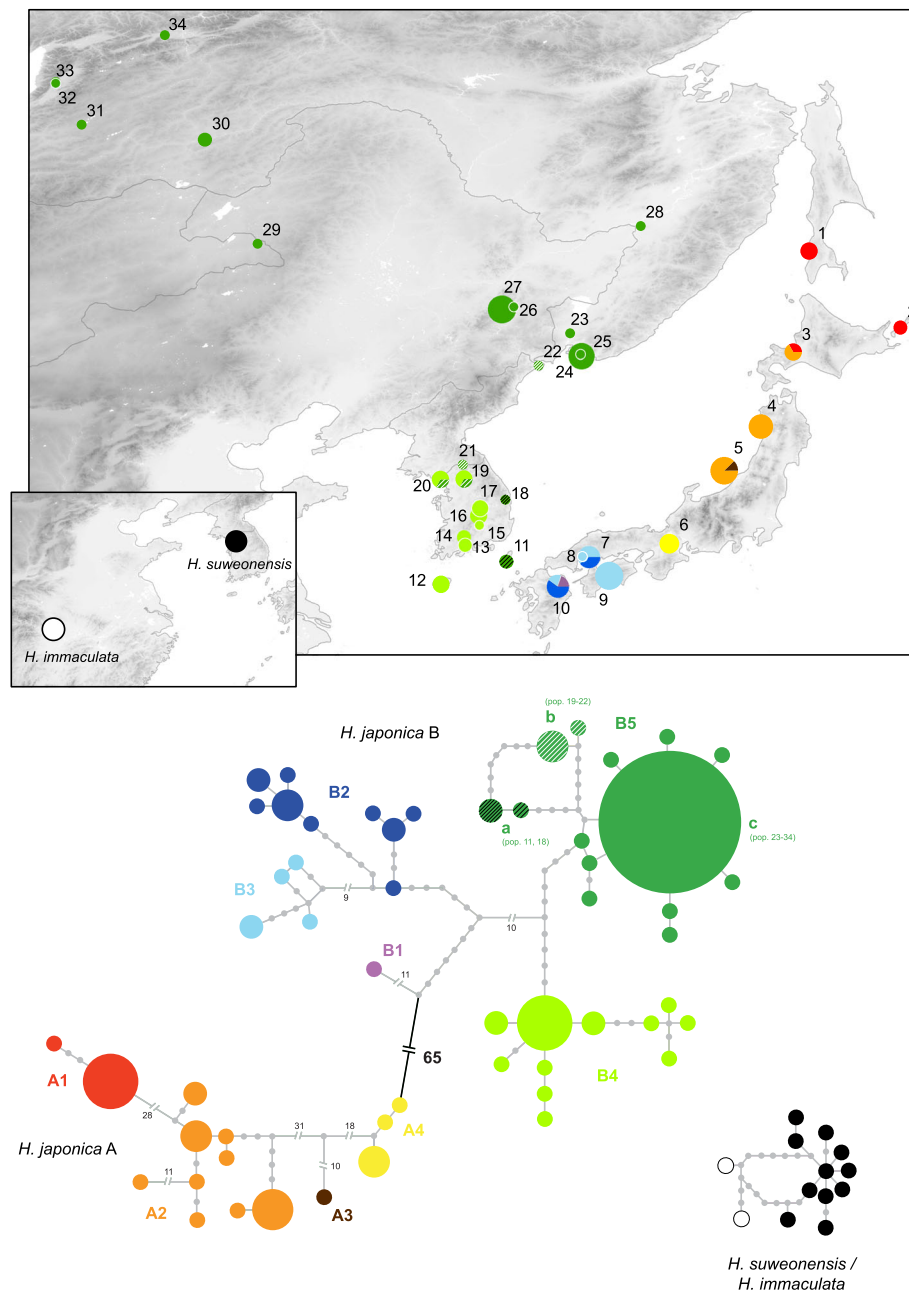 34
33
32
31
30
29
28
1
27
26
23
25
22
24
3
4
5
21
19
20
18
17
16
15
14
13
11
12
6
7
8
9
10
H. suweonensis
H. immaculata
(pop. 19-22)
b
B5
H. japonica B
B2
a
(pop. 11, 18)
c
(pop. 23-34)
B3
9
10
B1
11
65
A1
B4
28
A4
31
18
H. japonica A
11
10
A2
A3
H. suweonensis /
H. immaculata